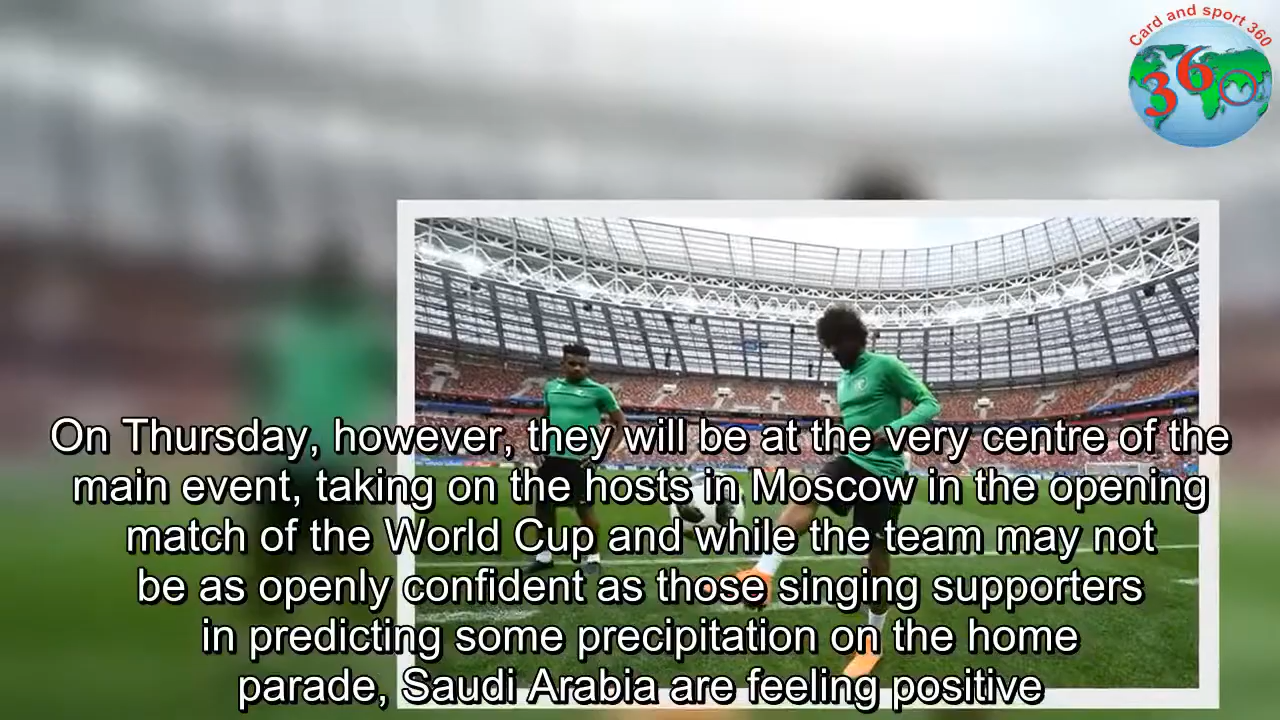 Card and sport 360
360
On Thursday, however, they will be at the very centre of the
main event, taking on the hosts in Moscow in the opening
match of the World Cup and while the team may not
be as openly confident as those singing supporters
in predicting some precipitation on the home
parade, Saudi Arabia are feeling positive